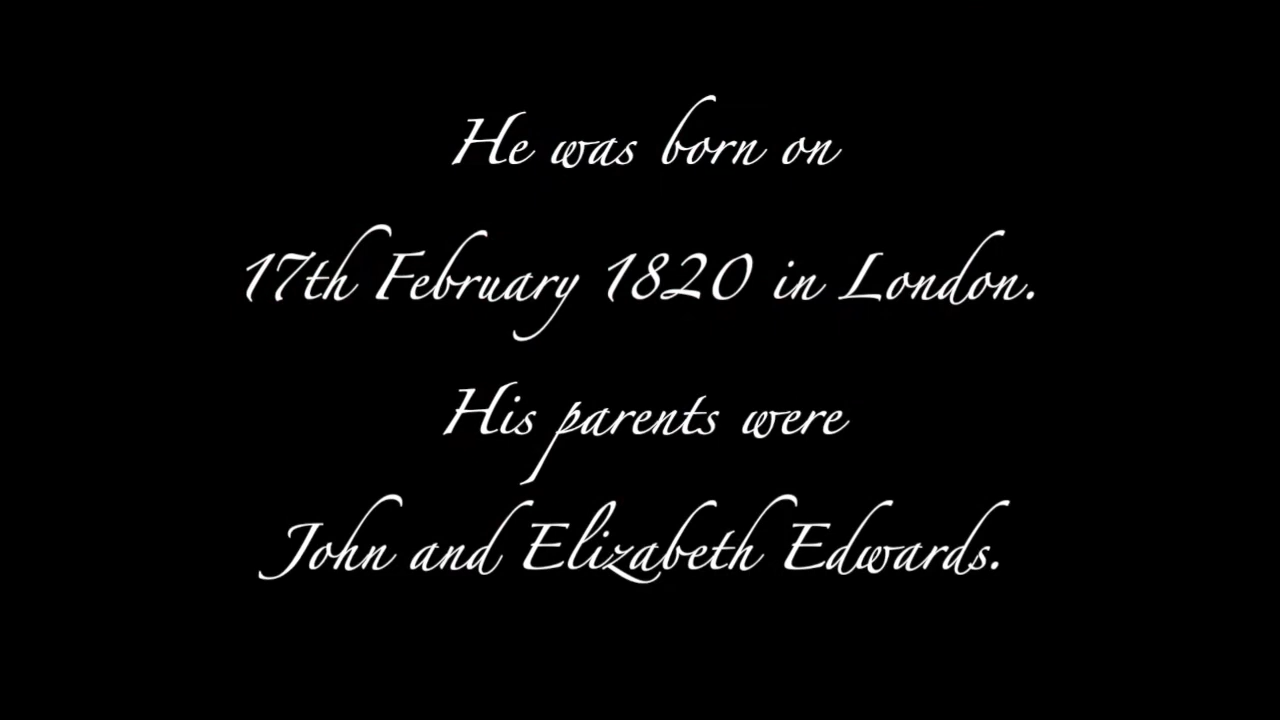 He was born on
17th February 1820 in London.
His parents were
John and Elizabeth Edwards.